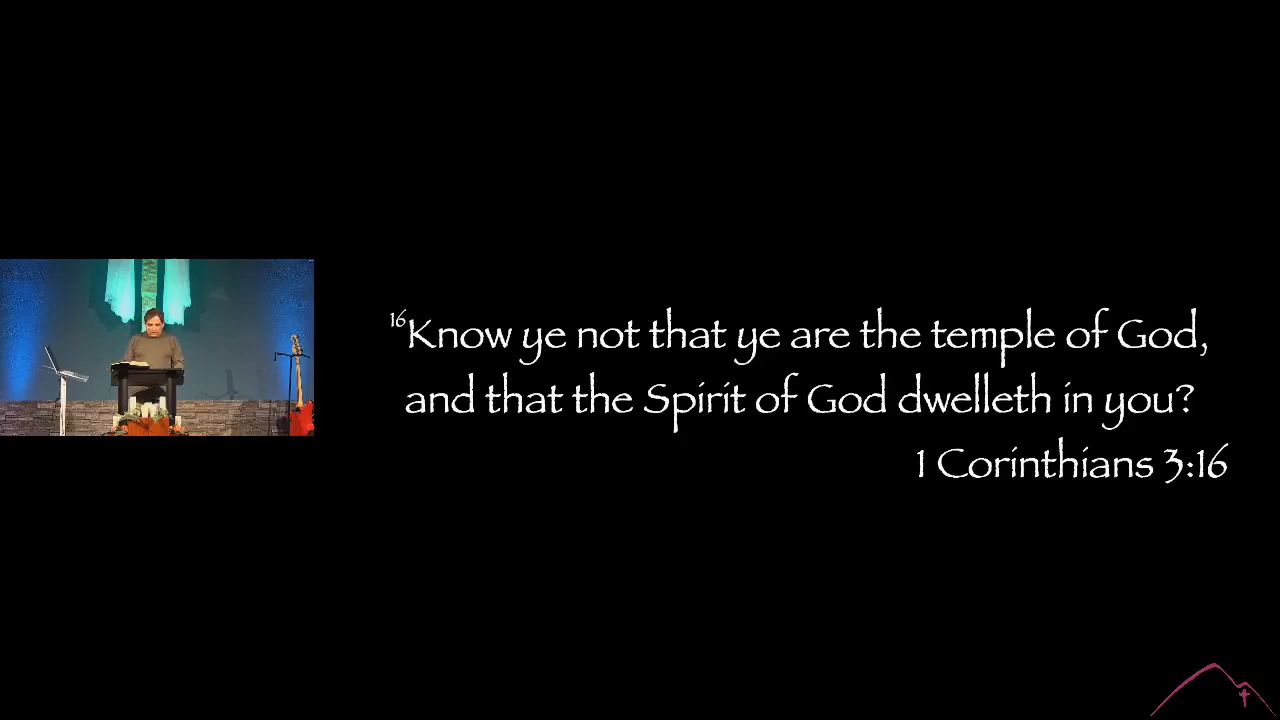 16Know ye not that ye are the temple of God,
and that the Spirit of God dwelleth in you?
1 Corinthians 3:16